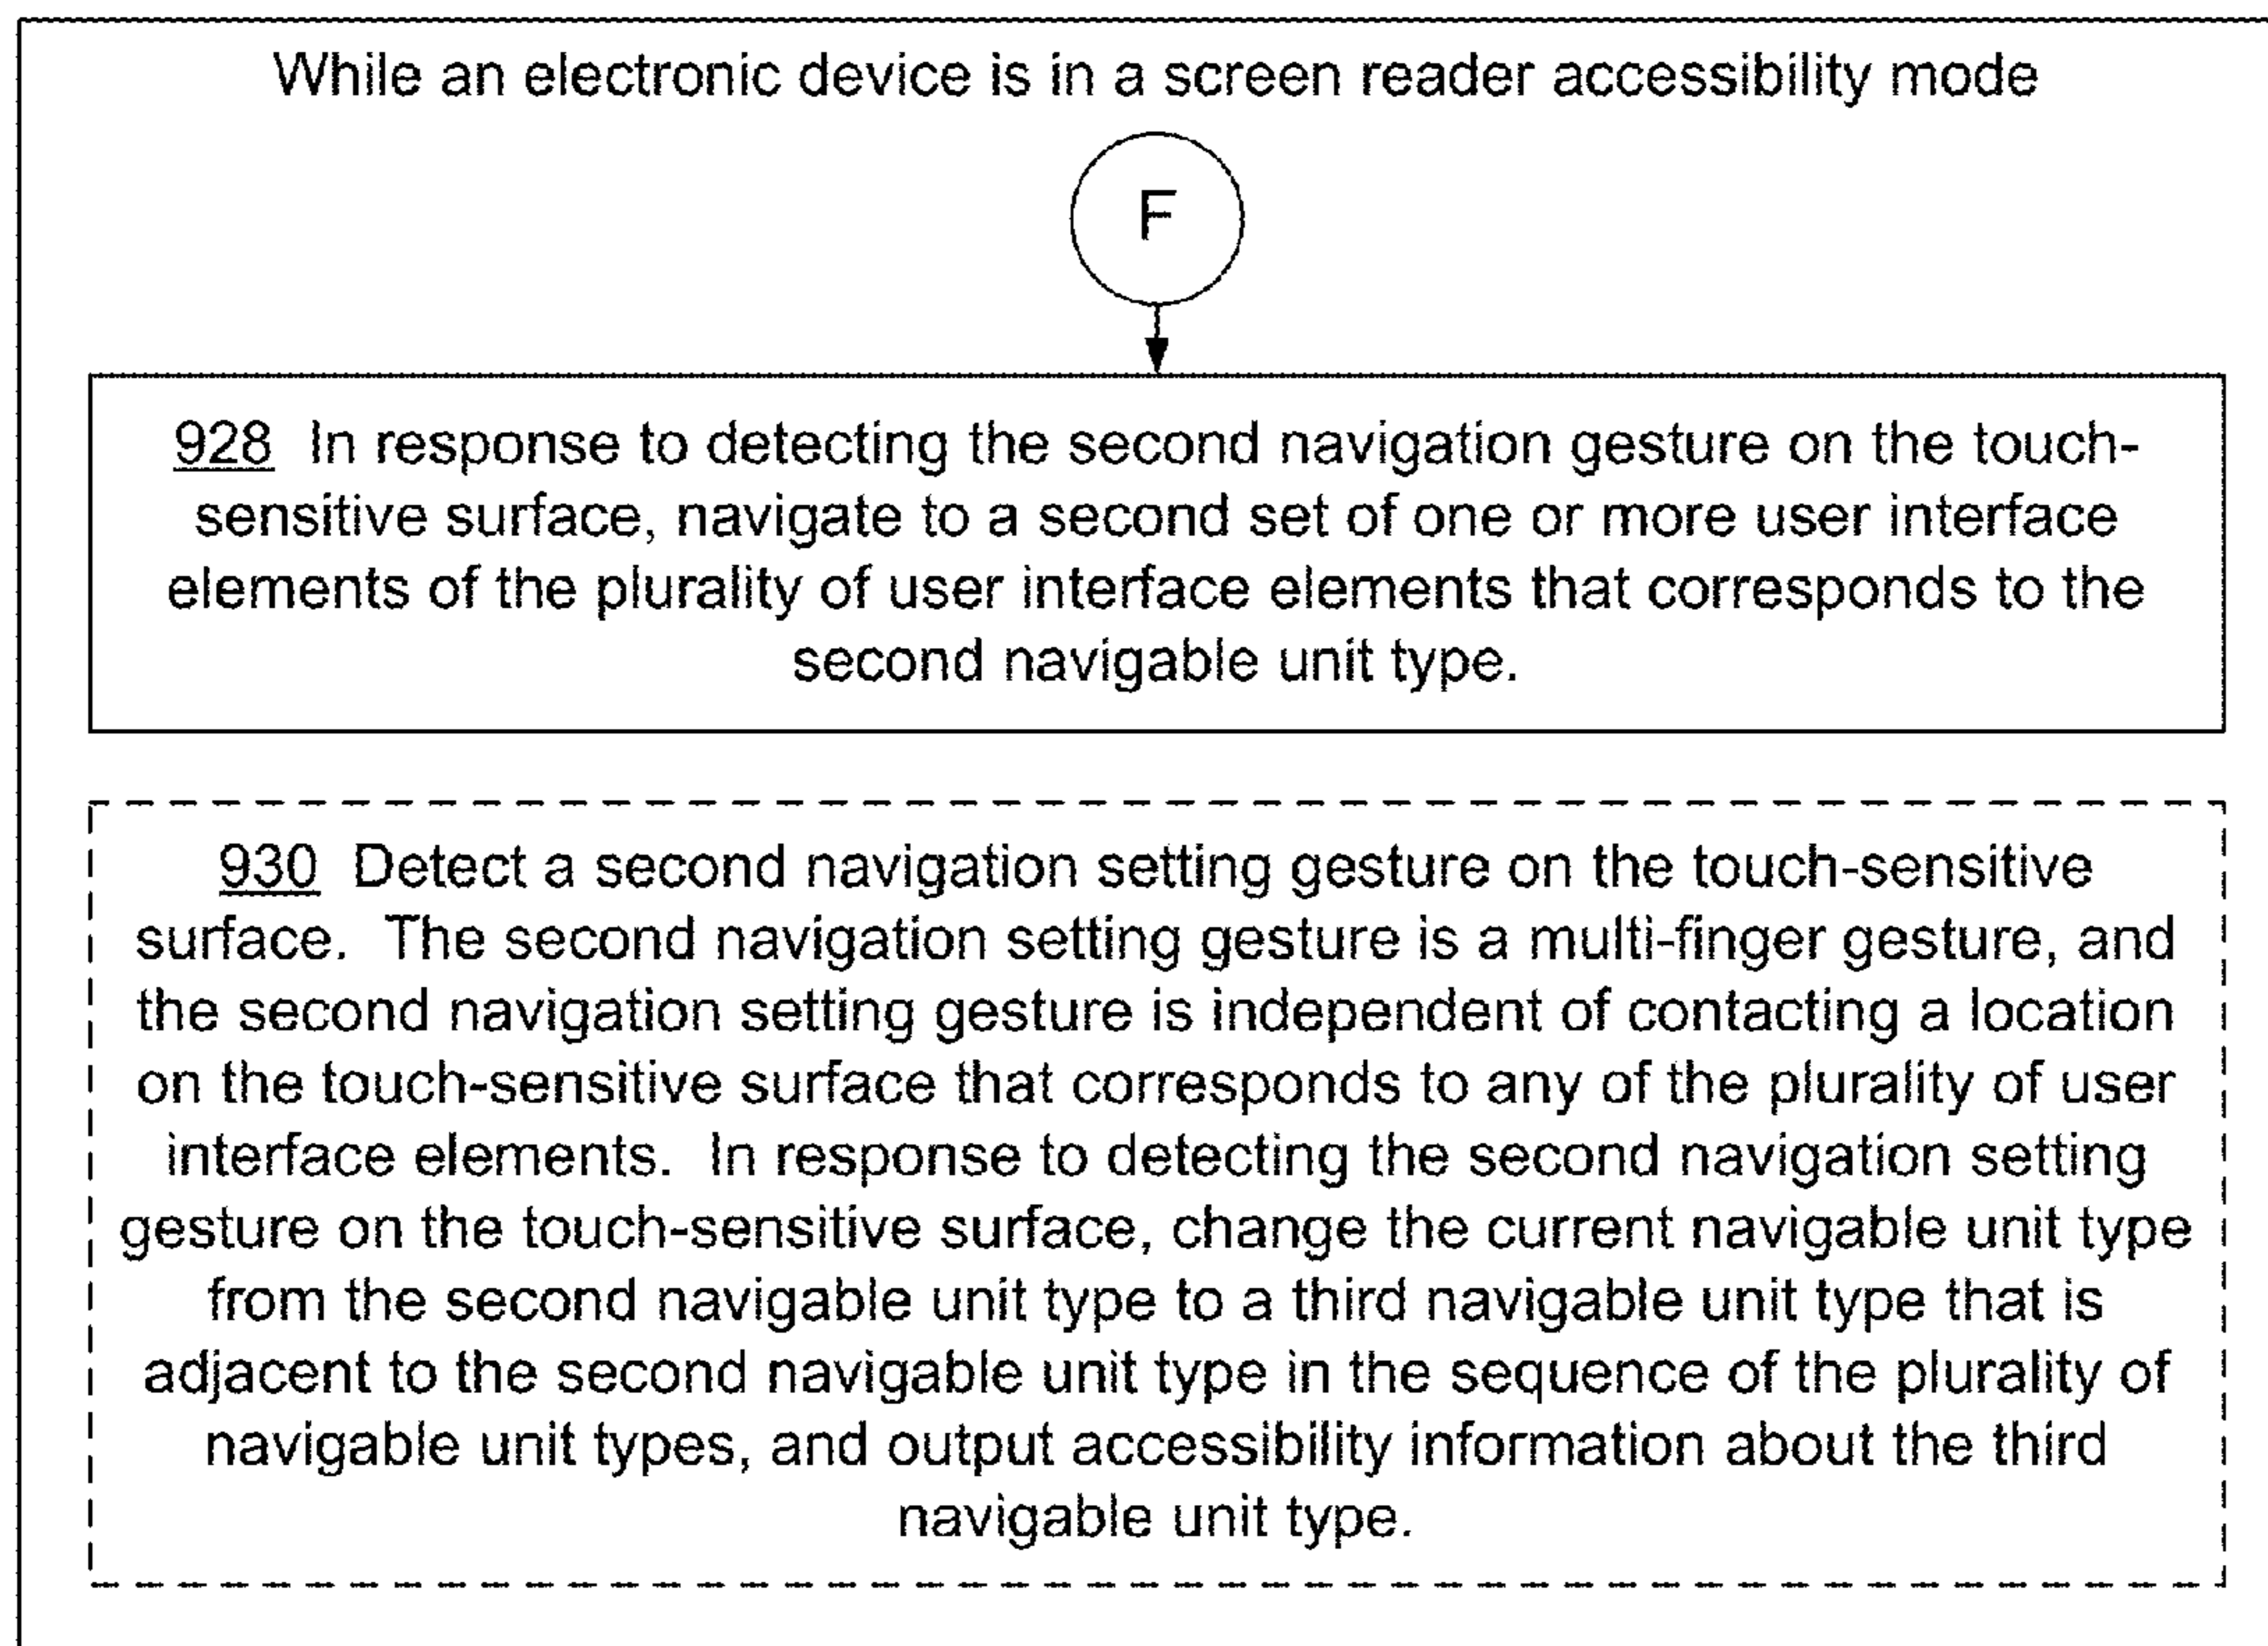 While an electronic device is in a screen reader accessibility mode
F
928 In response to detecting the second navigation gesture on the touch-
sensitive surface, navigate to a second set of one or more user interface
elements of the plurality of user interface elements that corresponds to the
second navigable unit type.
930 Detect a second navigation setting gesture on the touch-sensitive
surface. The second navigation setting gesture is a multi-finger gesture, and
the second navigation setting gesture is independent of contacting a location
on the touch-sensitive surface that corresponds to any of the plurality of user
interface elements. In response to detecting the second navigation setting
gesture on the touch-sensitive surface, change the current navigable unit type
from the second navigable unit type to a third navigable unit type that is
adjacent to the second navigable unit type in the sequence of the plurality of
navigable unit types, and output accessibility information about the third
navigable unit type.